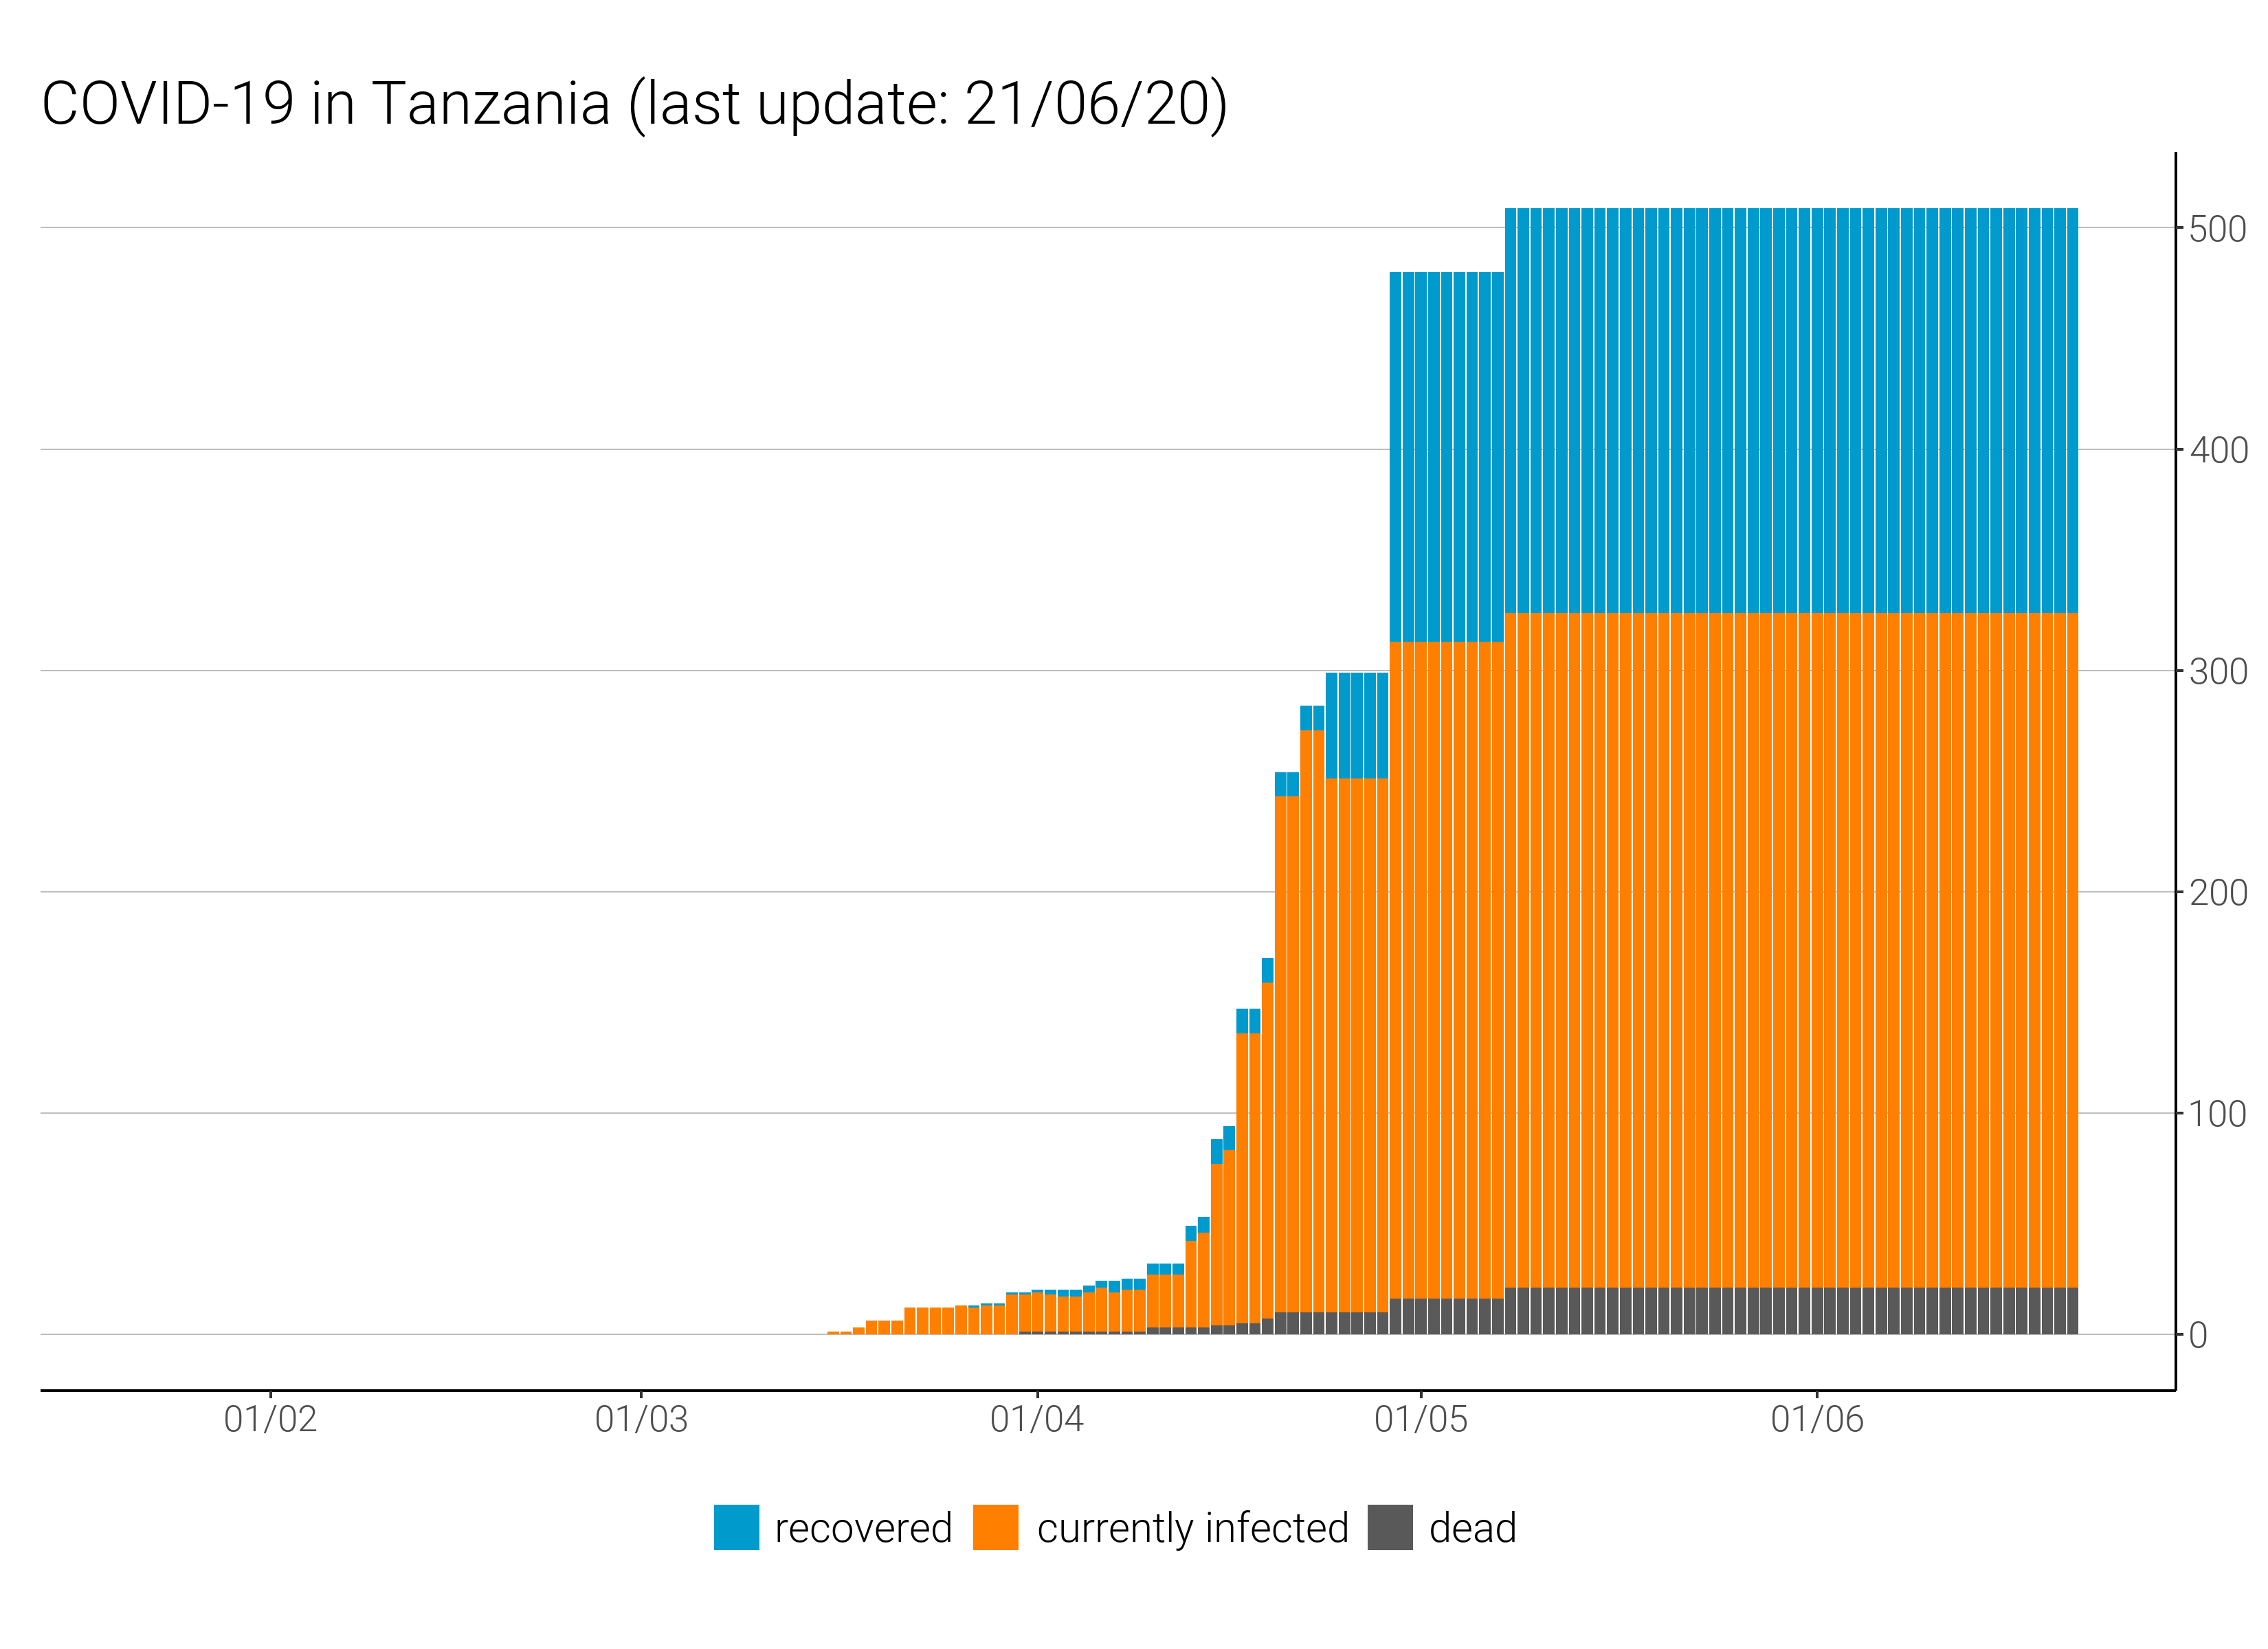 COVID-19 in Tanzania (last update: 21/06/20)
500
400
300
200
100
0
01/02 01/03 01/04 01/05 01/06
recovered currently infected dead